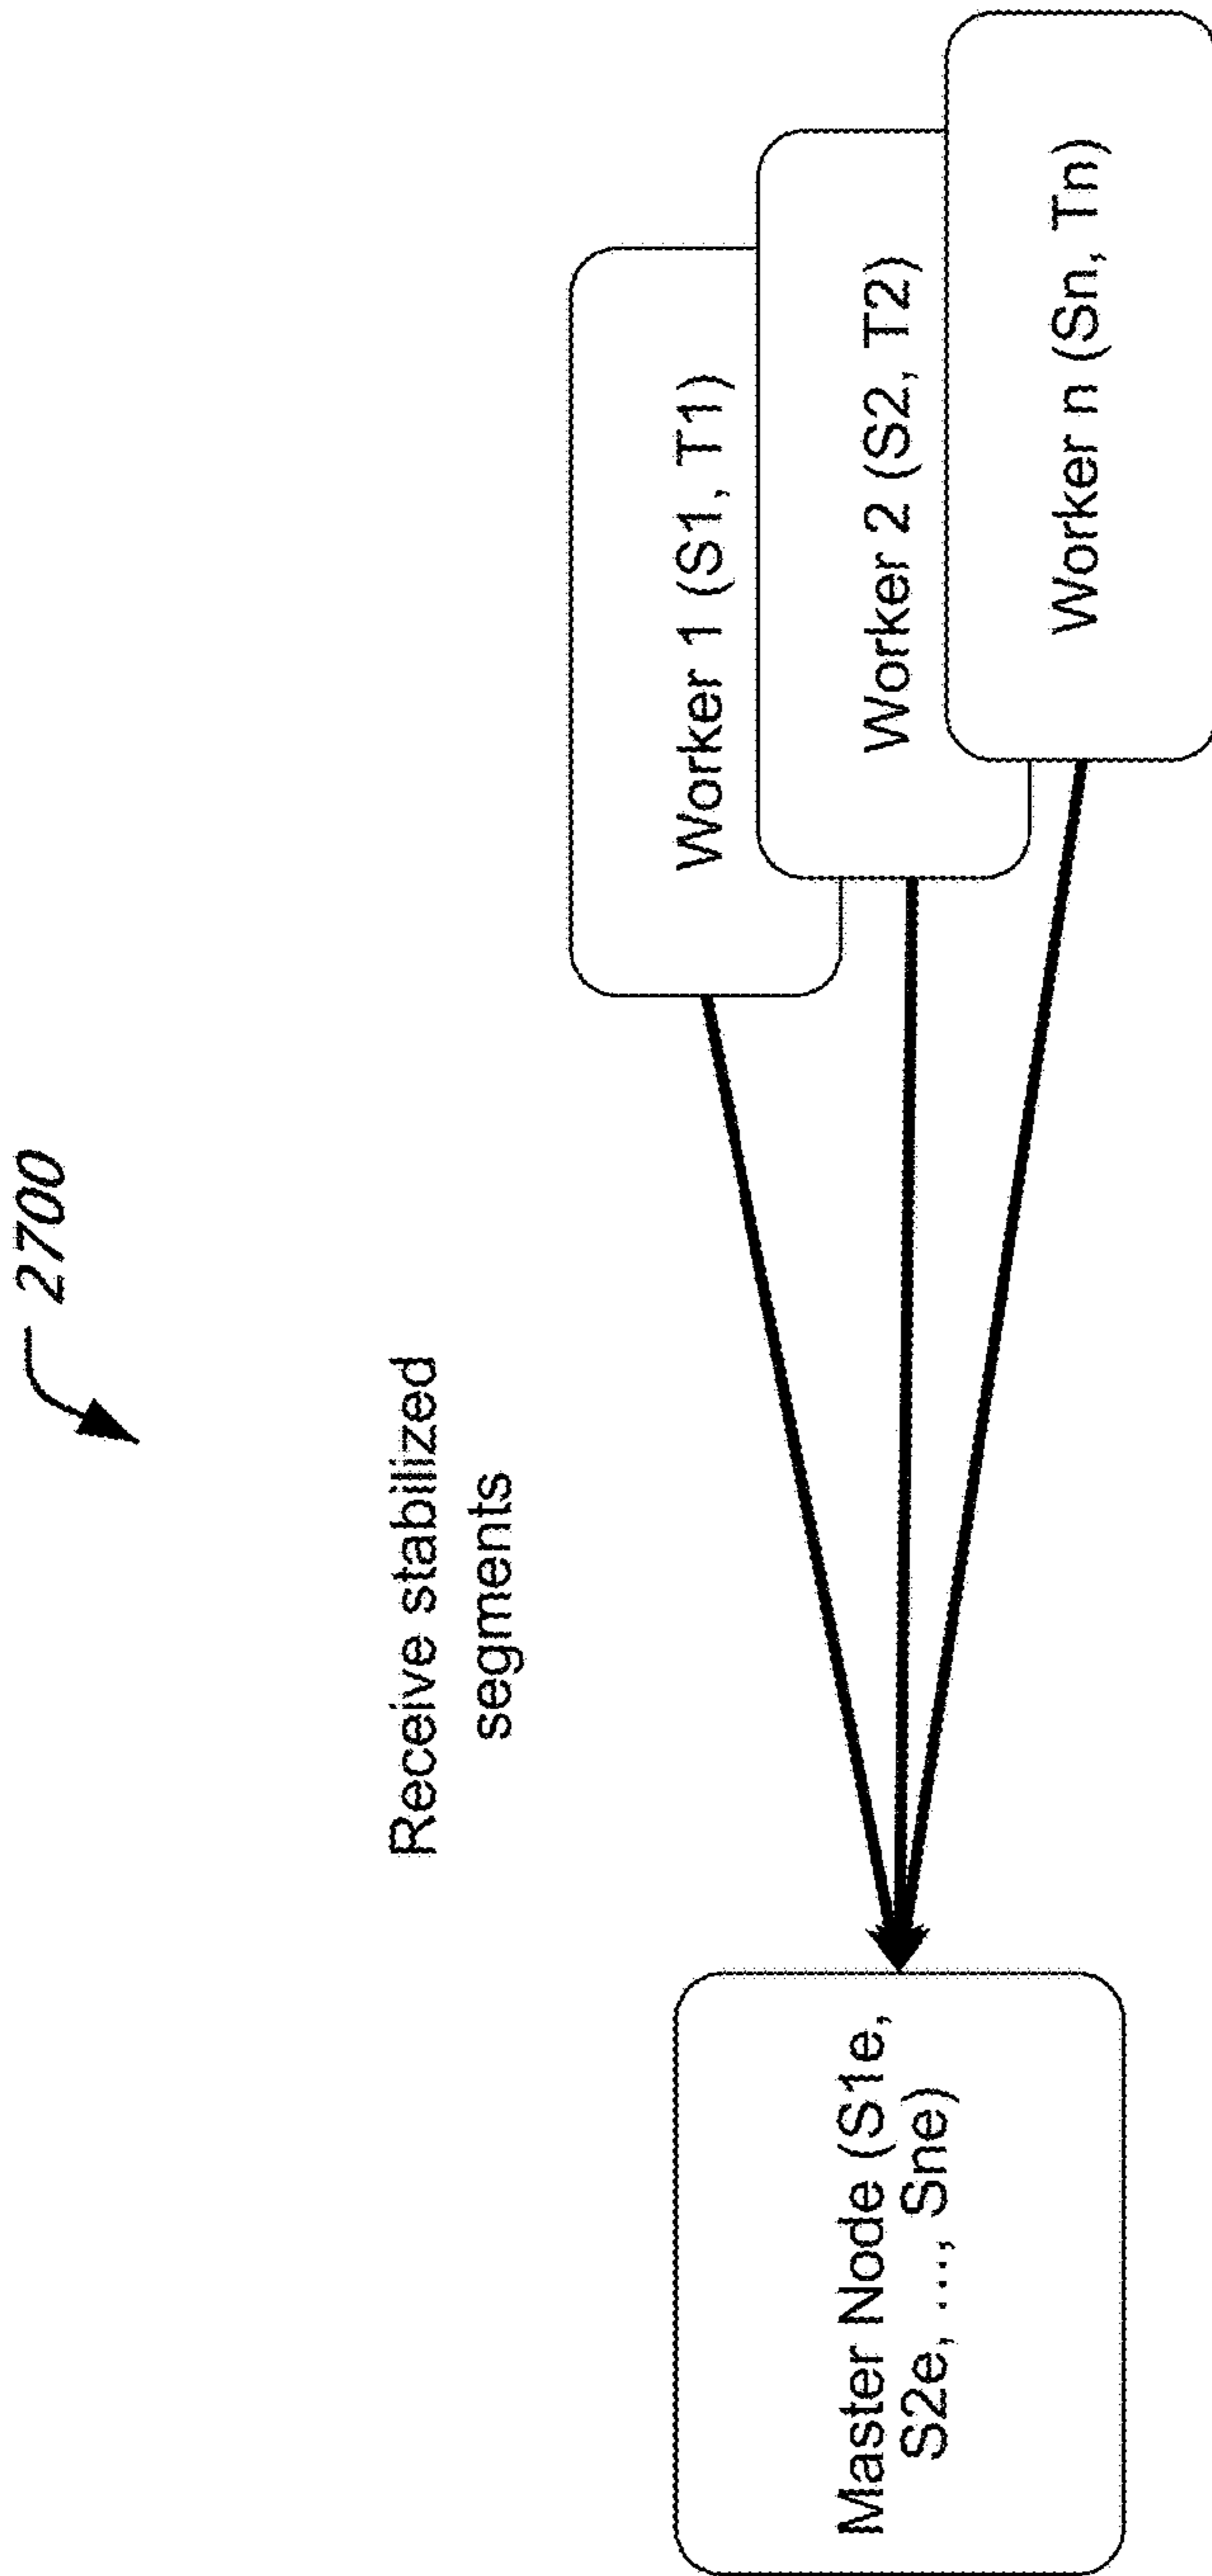 2700
Receive stabilized
segments
Worker 1 (S1, T1)
Worker 2 (S2, T2)
Worker n (Sn, Tn)
Master Node (S1e,
S2e, ...., Sne)